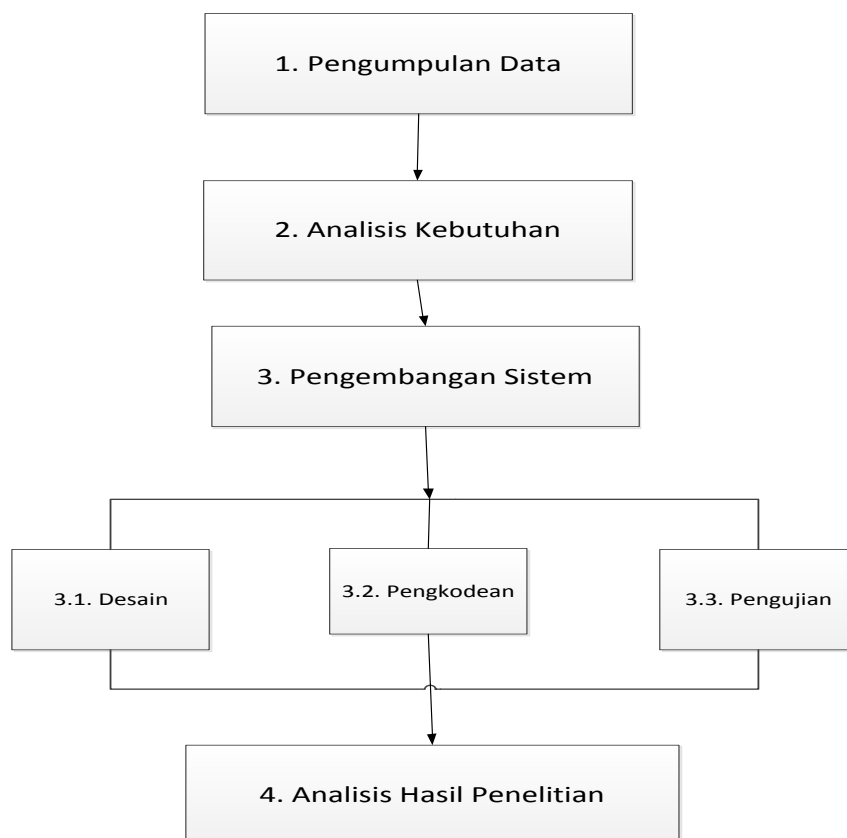 1. Pengumpulan Data
2. Analisis Kebutuhan
3. Pengembangan Sistem
3.1. Desain
3.2. Pengkodean
3.3. Pengujian
4. Analisis Hasil Penelitian